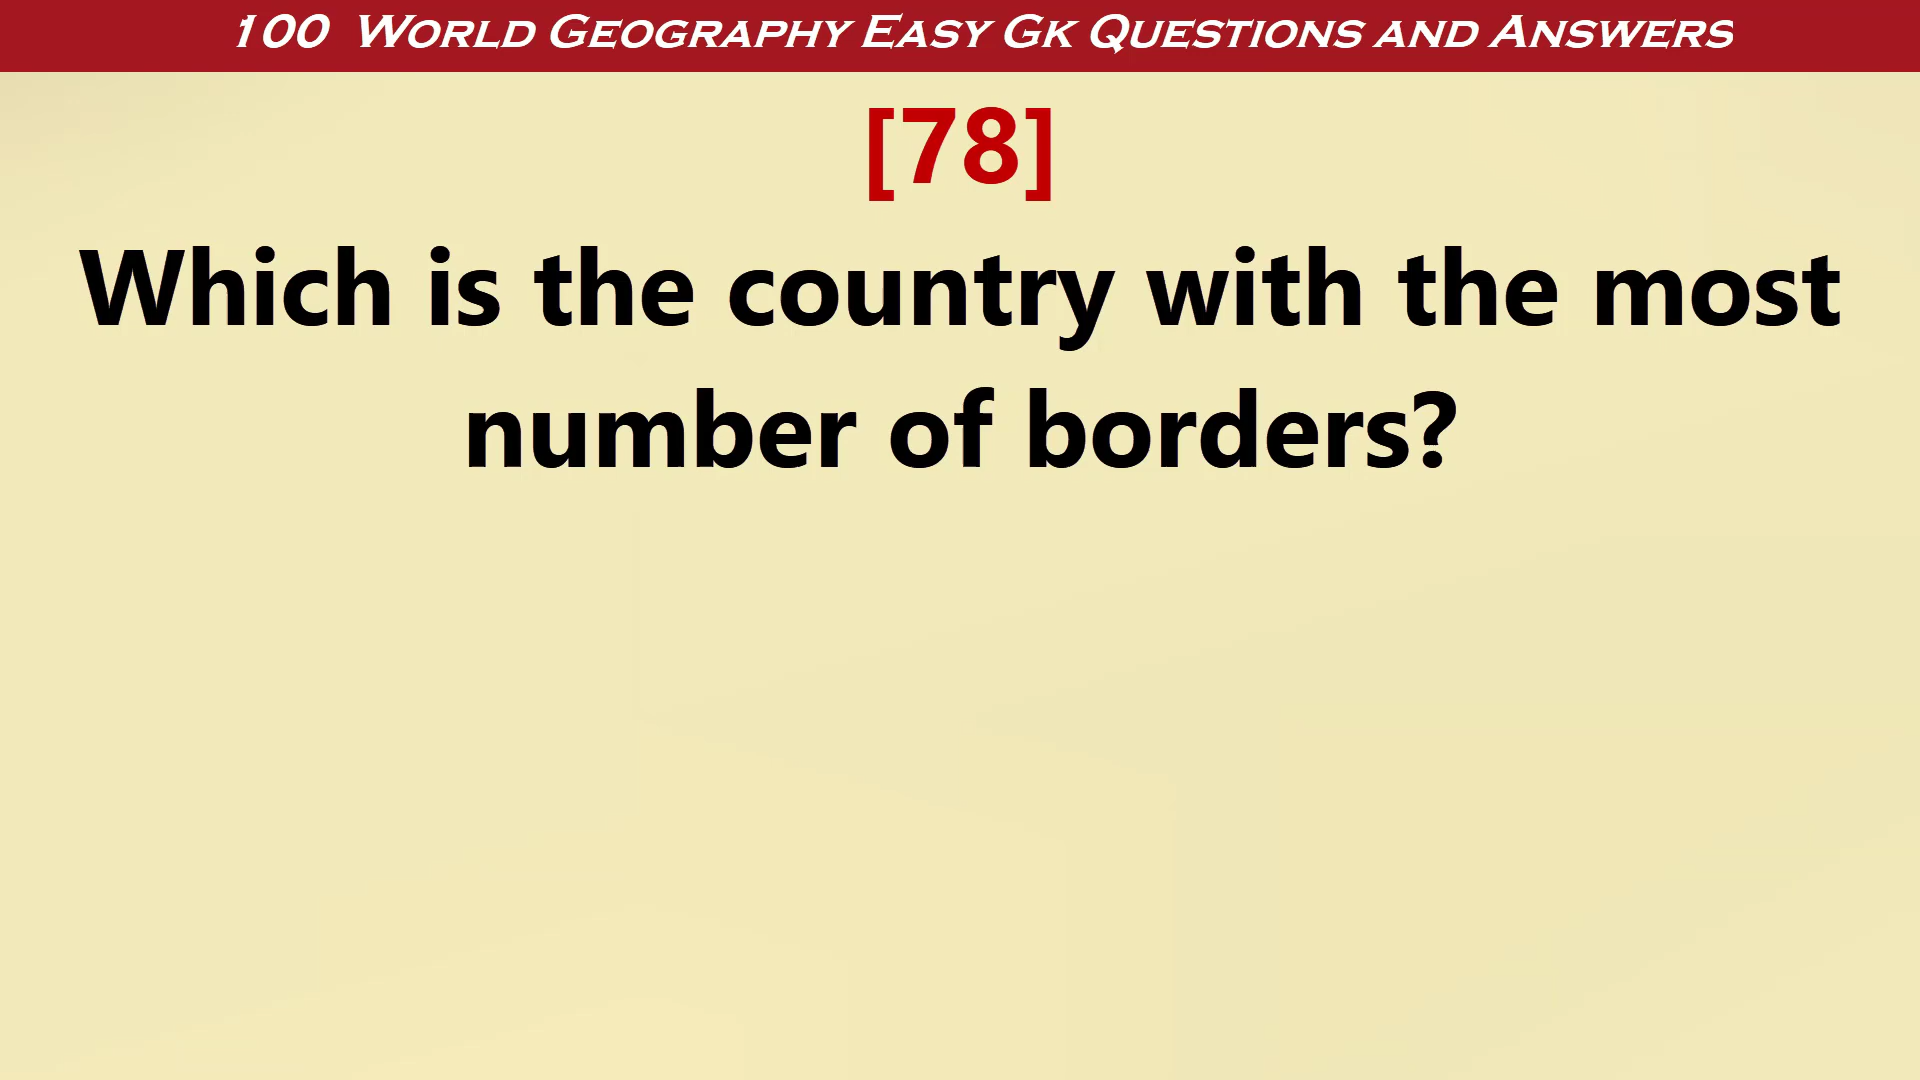 100 World Geography Easy Gk Questions and Answers
[78]
Which is the country with the most
number of borders?